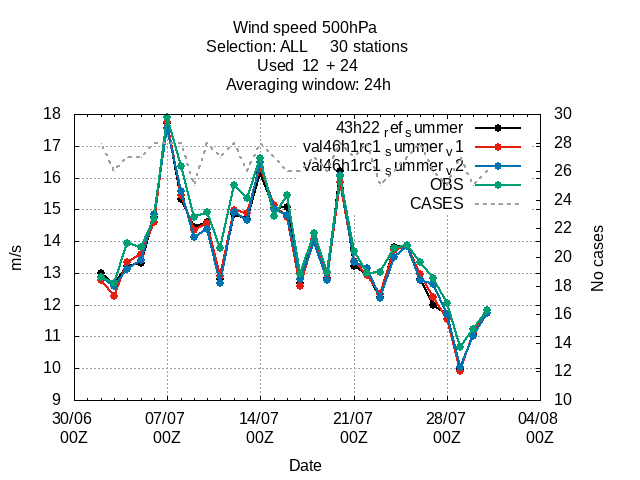 Wind speed 500hPa
Selection: ALL 30 stations
Used 12 + 24
Averaging window: 24h
43h22_ref_summer
val46h1rc1_summer_v1
val46h1rc1_summer_v2
OBS
CASES
18
17
16
15
14
13
12
11
10
9
m/s
30
28
26
24
22
20
18
16
14
12
10
No cases
30/06 07/07 14/07 21/07 28/07 04/08
00Z 00Z 00Z 00Z 00Z 00Z
Date